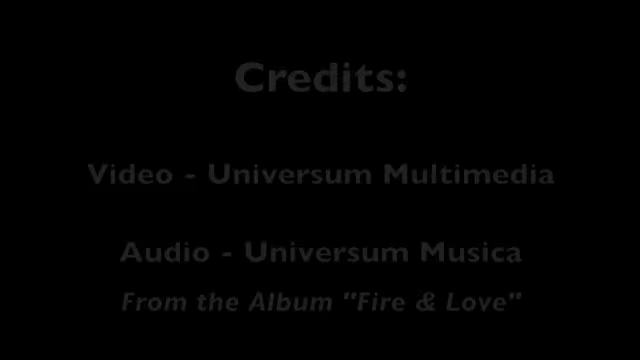 Credits:
Video - Universum Multimedia
Audio - Universum Musica
From the Album "Fire & Love"